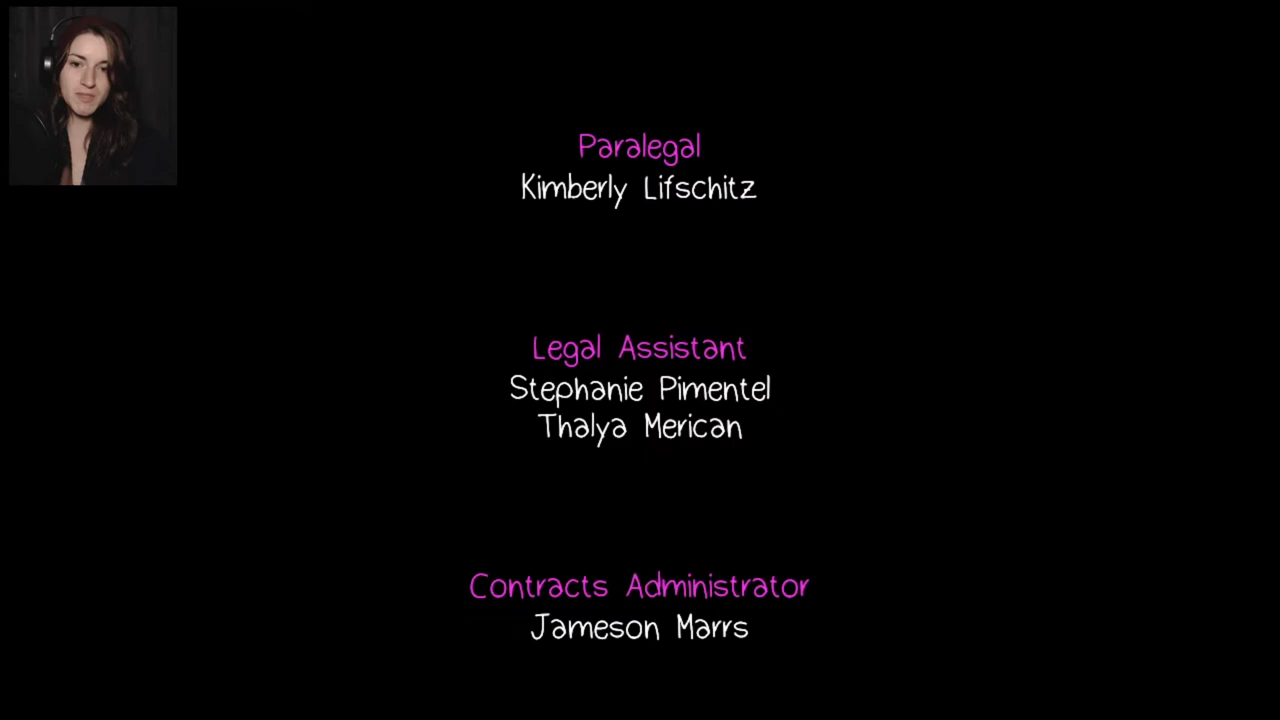 Paralegal
Kimberly Lifschitz
Legal Assistant
Stephanie Pimentel
Thalya Merican
Contracts Administrator
Jameson Marrs